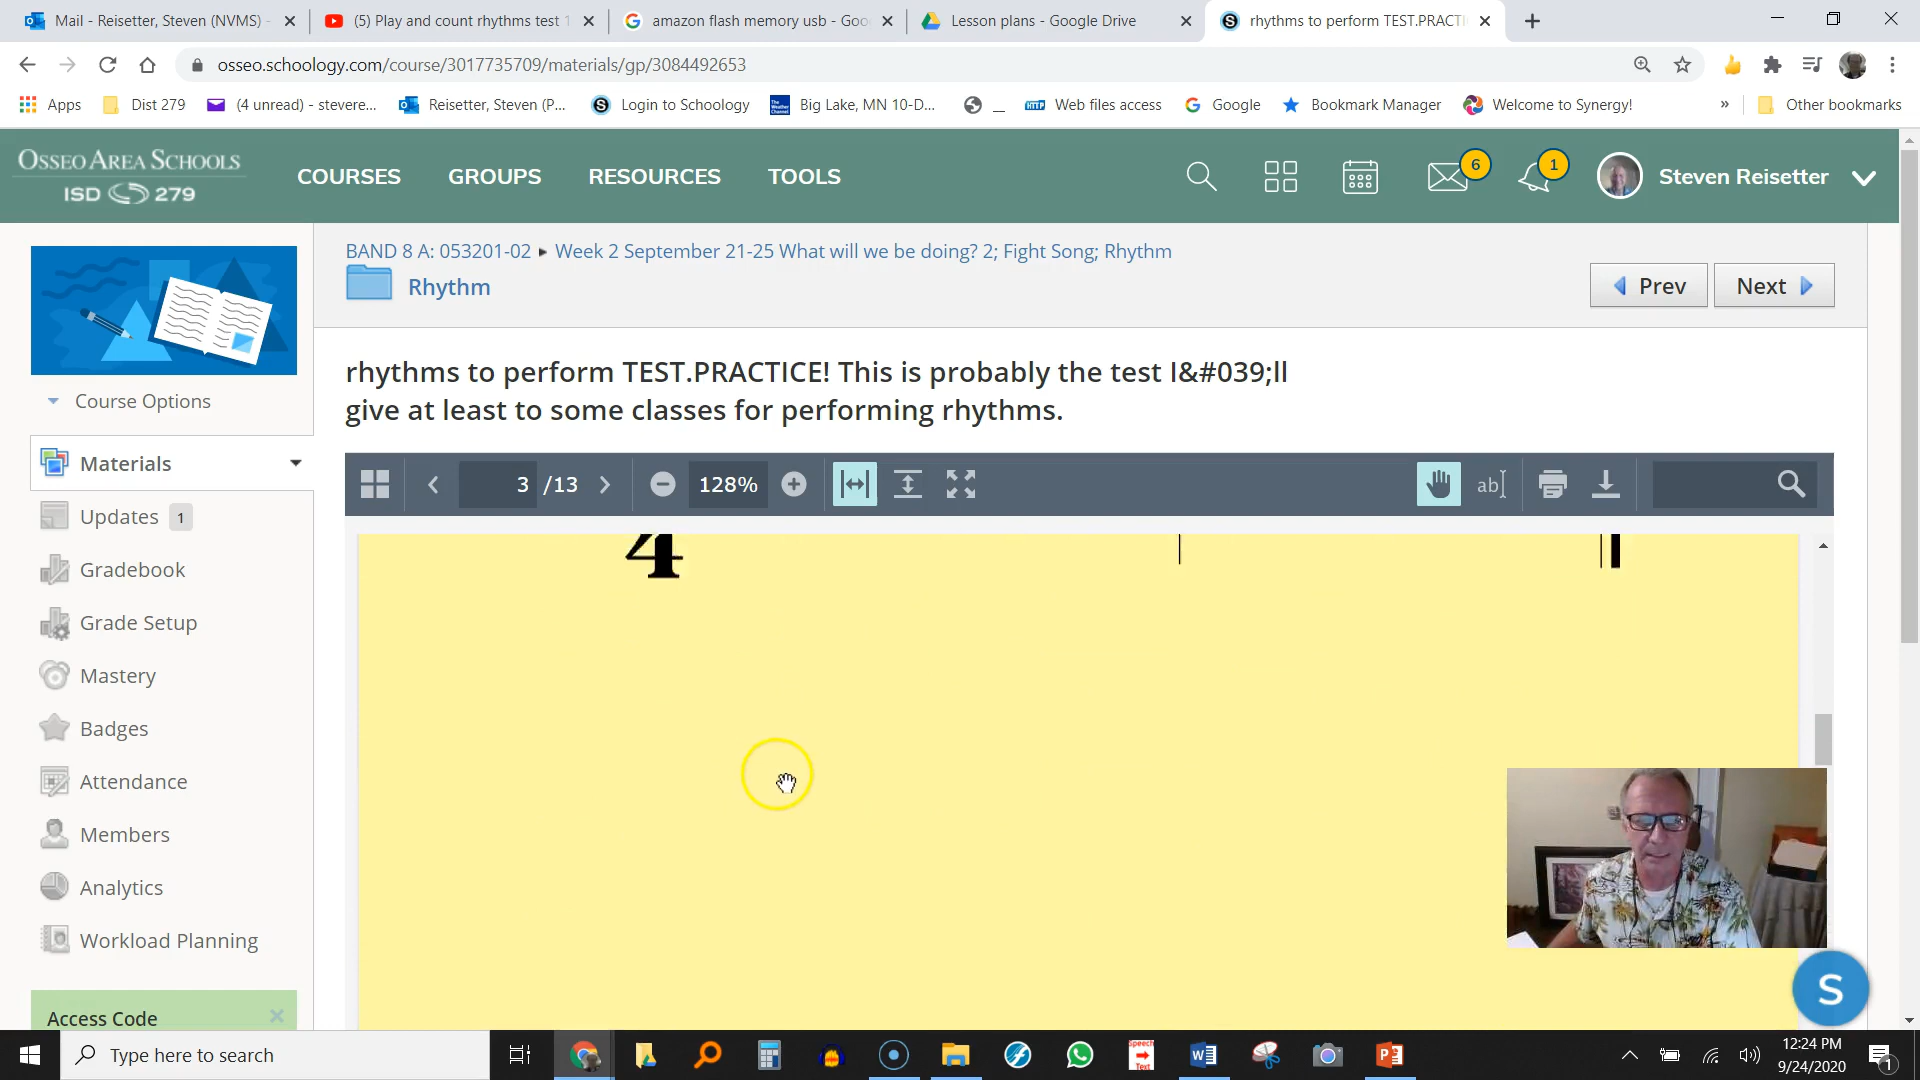 Mail - Reisetter, Steven (NVMS) -
(5) Play and count rhythms test 1
amazon flash memory usb - Goo
Lesson plans - Google Drive
rhythms to perform TEST.PRACTI
osseo.schoology.com/course/3017735709/materials/gp/3084492653
Apps
Dist 279
(4 unread) - stevere...
Reisetter, Steven (P...
Login to Schoology
Big Lake, MN 10-D...
Web files access
Google
Bookmark Manager
Welcome to Synergy!
»
Other bookmarks
OSSEO AREA SCHOOLS
ISD 279
COURSES
GROUPS
RESOURCES
TOOLS
6
1
Steven Reisetter
BAND 8 A: 053201-02 ▸ Week 2 September 21-25 What will we be doing? 2; Fight Song; Rhythm
Rhythm
Prev
Next
Course Options
Materials
Updates 1
Gradebook
Grade Setup
Mastery
Badges
Attendance
Members
Analytics
Workload Planning
Access Code
rhythms to perform TEST.PRACTICE! This is probably the test I&#039;ll
give at least to some classes for performing rhythms.
3 /13
128%
ab
4
S
Type here to search
Speech
Text
12:24 PM
9/24/2020
1